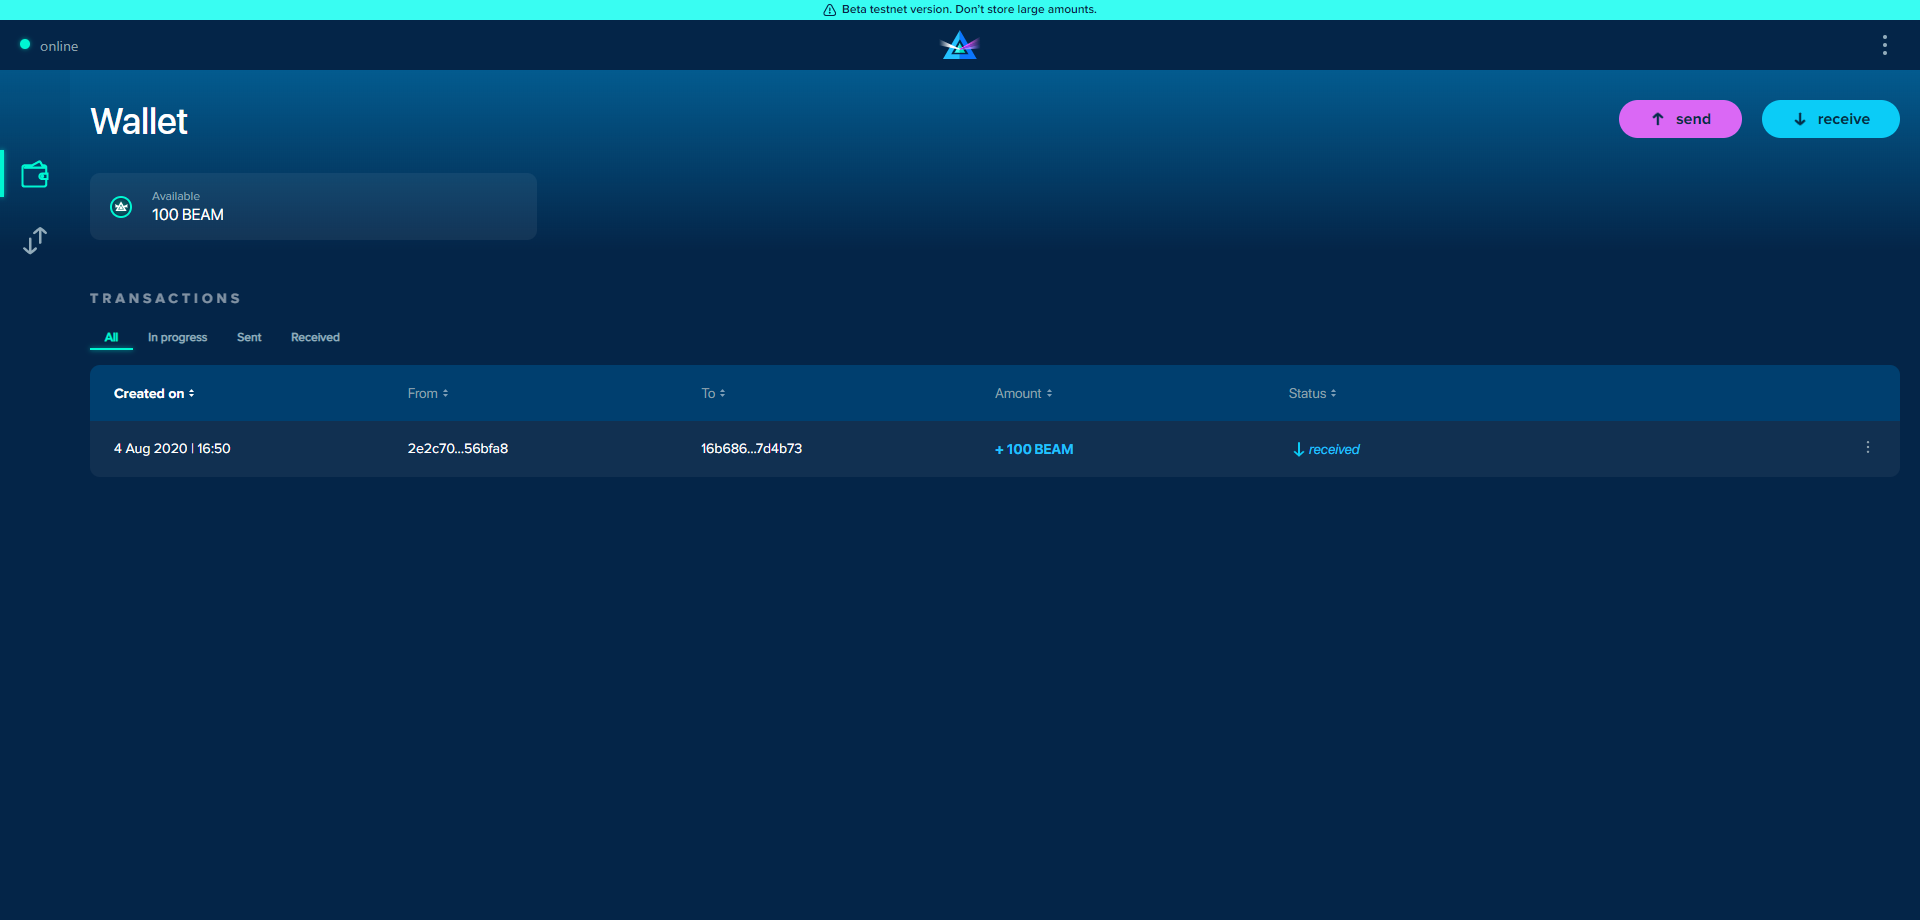 Beta testnet version. Don't store large amounts.
online
Wallet
send
receive
Available
100 BEAM
TRANSACTIONS
All In progress Sent Received
Created on From To Amount Status
4 Aug 2020 | 16:50 2e2c70...56bfa8 16b686...7d4b73 + 100 BEAM received